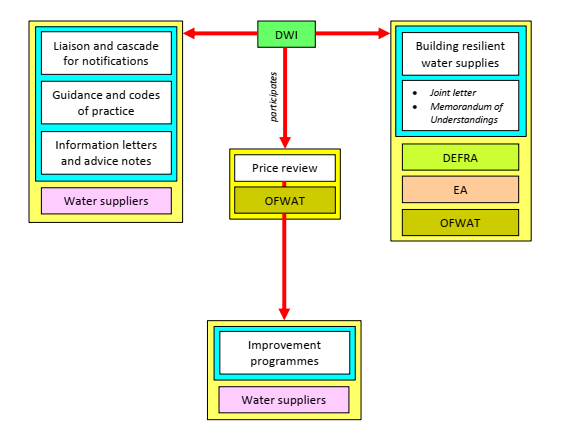 DWI
Liaison and cascade
for notifications
Guidance and codes
of practice
Information letters
and advice notes
Water suppliers
participates
Price review
OFWAT
Building resilient
water supplies
• Joint letter
• Memorandum of
Understandings
DEFRA
EA
OFWAT
Improvement
programmes
Water suppliers